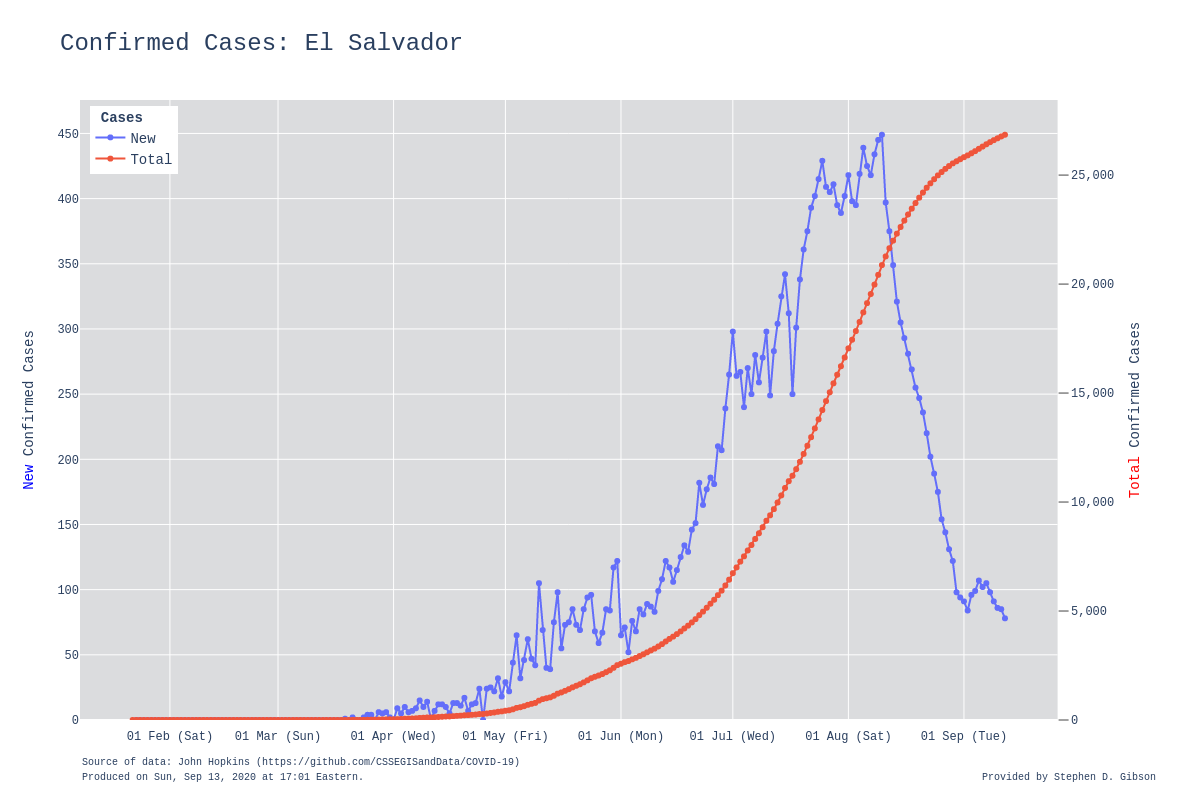 Confirmed Cases: El Salvador
Cases
New
Total
450
400
350
300
250
200
150
100
50
0
New Confirmed Cases
25,000
20,000
15,000
10,000
5,000
0
Total Confirmed Cases
01 Feb (Sat)
01 Mar (Sun)
01 Apr (Wed)
01 May (Fri)
01 Jun (Mon)
01 Jul (Wed)
01 Aug (Sat)
01 Sep (Tue)
Source of data: John Hopkins (https://github.com/CSSEGISandData/COVID-19)
Produced on Sun, Sep 13, 2020 at 17:01 Eastern.
Provided by Stephen D. Gibson